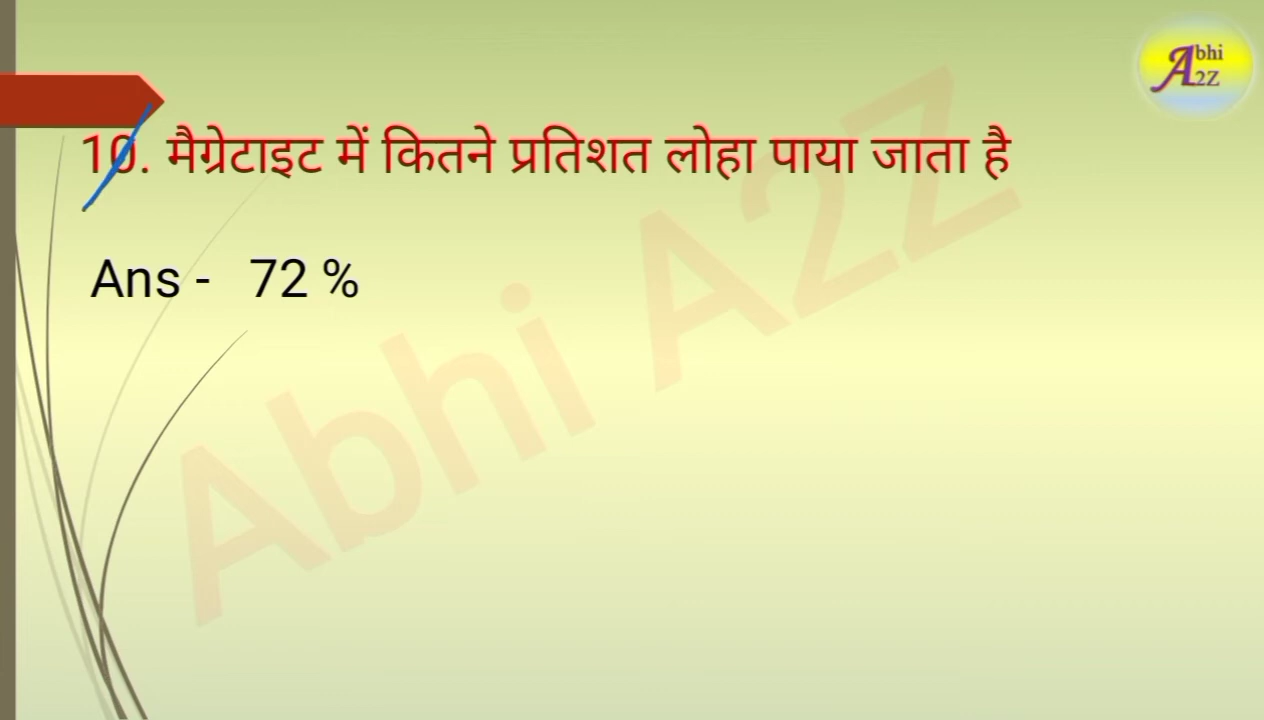 Abhi
A2Z
10. मैग्रेटाइट में कितने प्रतिशत लोहा पाया जाता है
Ans - 72 %
Abhi A2Z